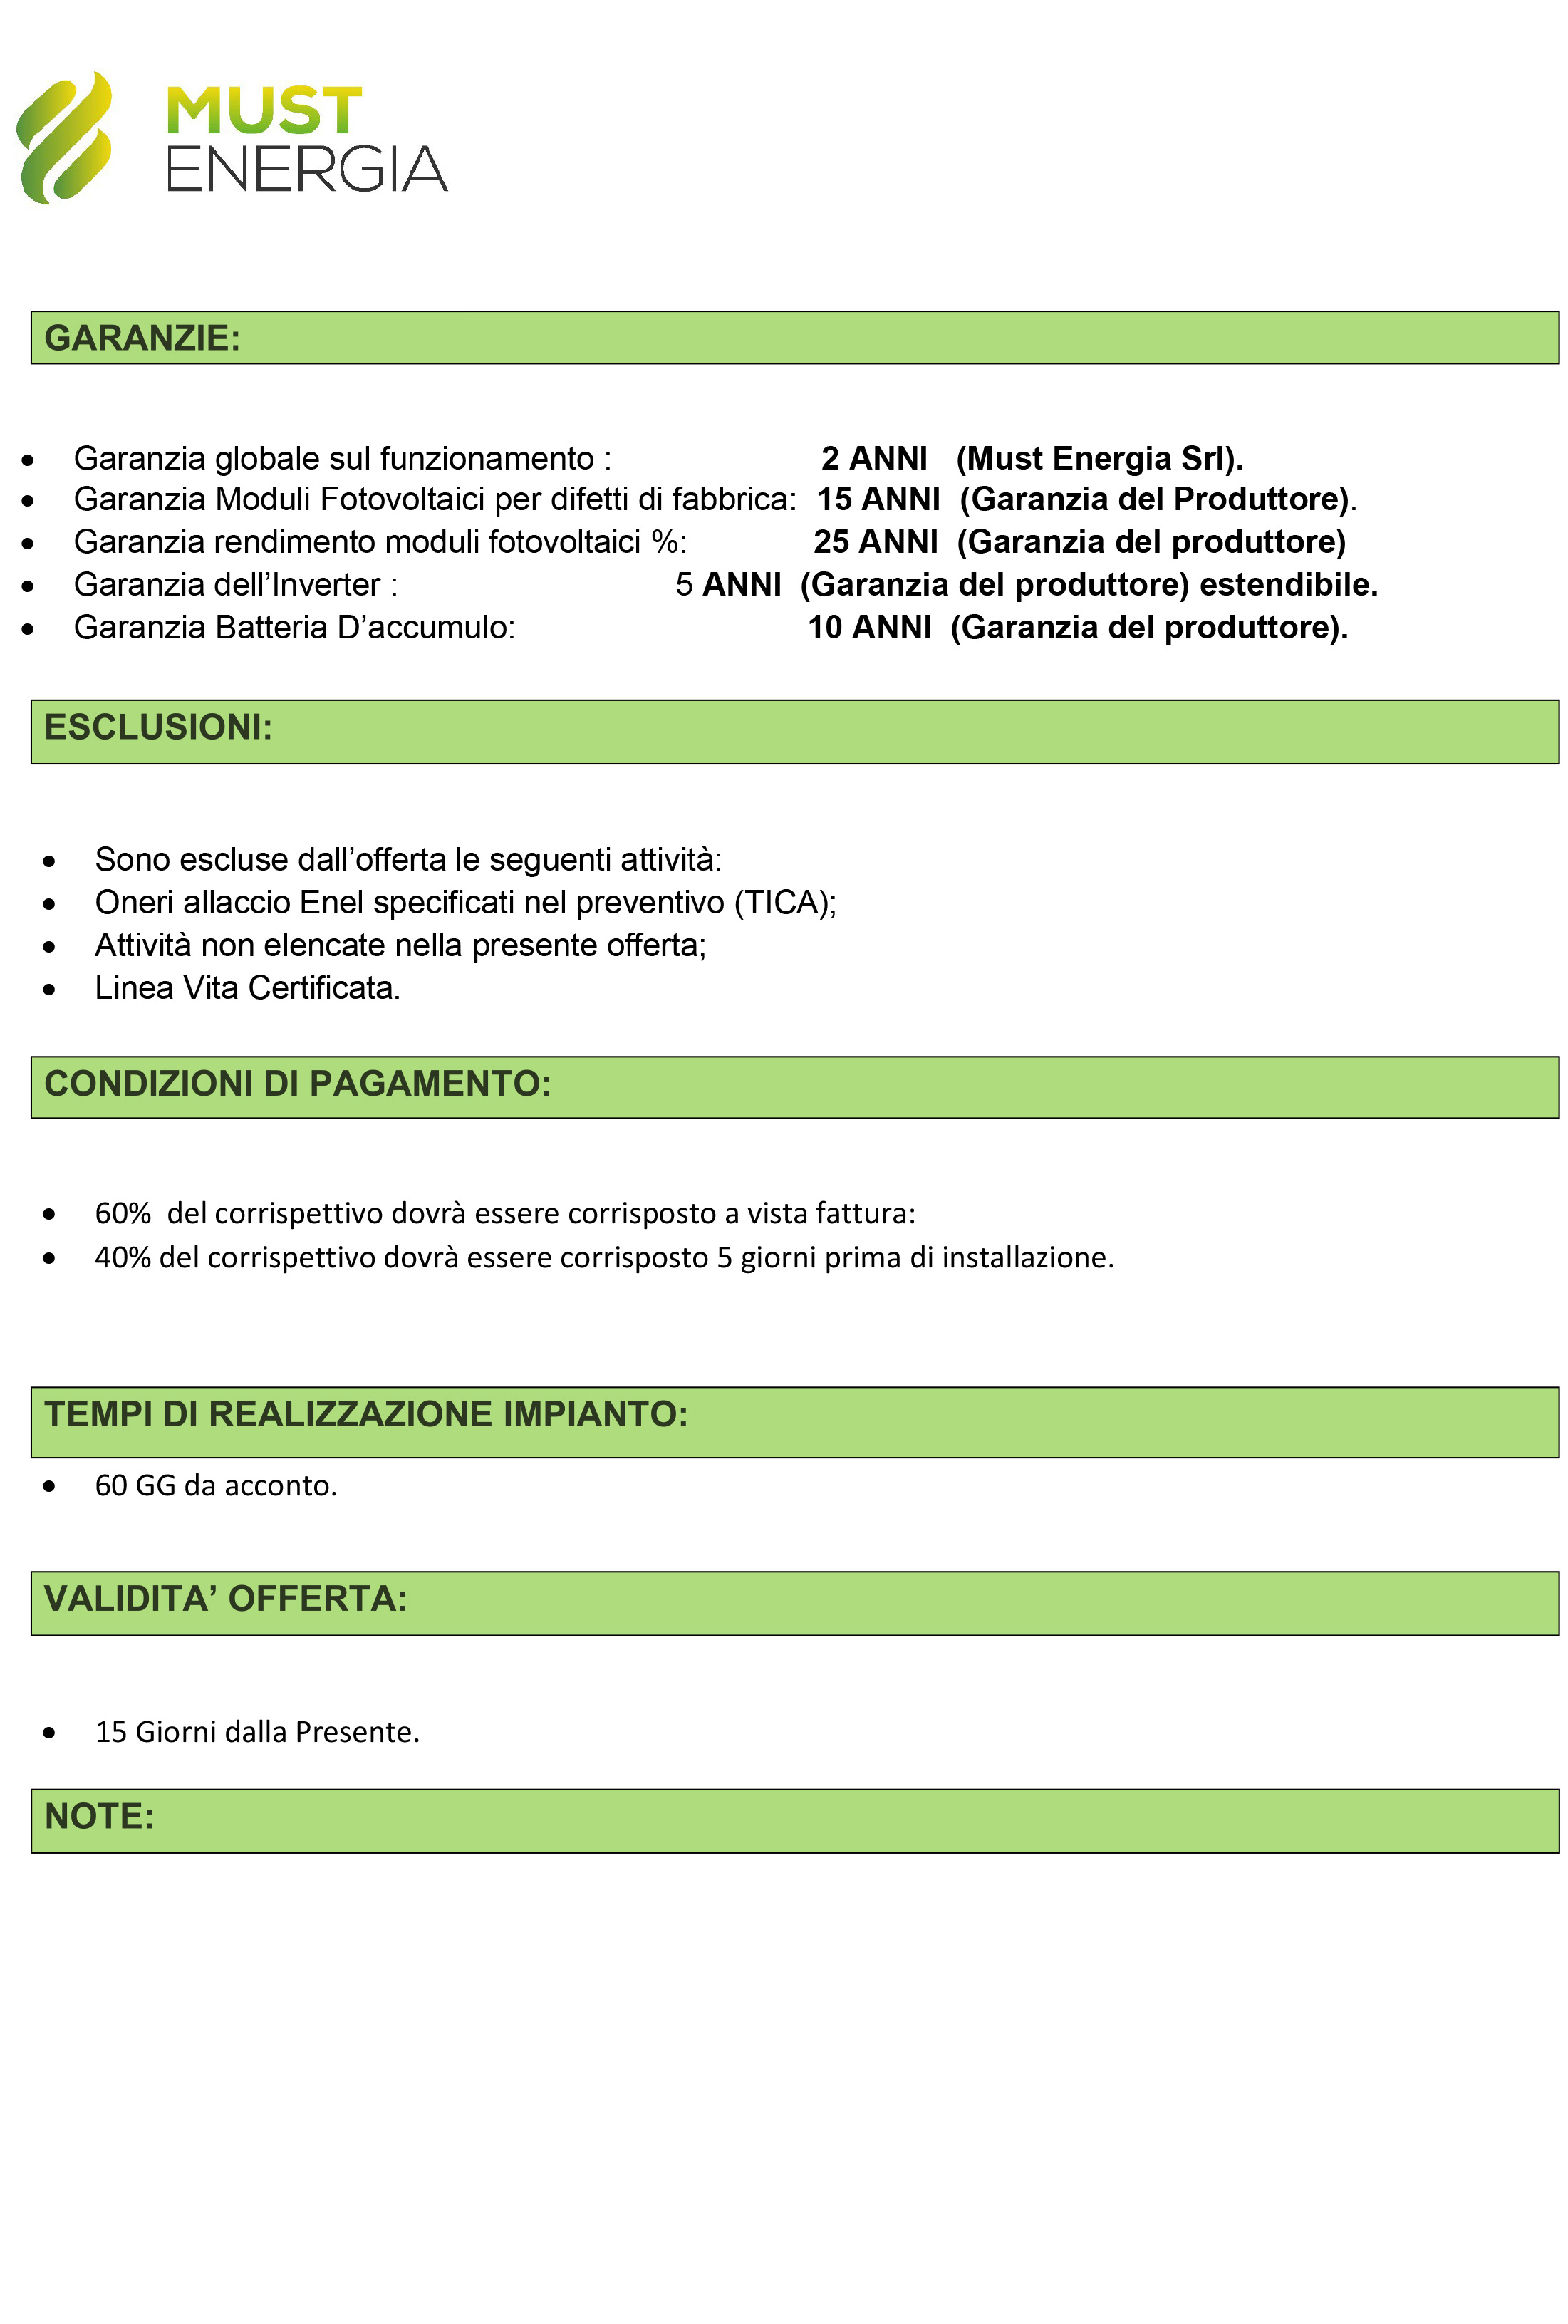 MUST
ENERGIA
GARANZIE:
• Garanzia globale sul funzionamento : 2 ANNI (Must Energia Srl).
• Garanzia Moduli Fotovoltaici per difetti di fabbrica: 15 ANNI (Garanzia del Produttore).
• Garanzia rendimento moduli fotovoltaici %: 25 ANNI (Garanzia del produttore)
• Garanzia dell’Inverter : 5 ANNI (Garanzia del produttore) estendibile.
• Garanzia Batteria D’accumulo: 10 ANNI (Garanzia del produttore).
ESCLUSIONI:
• Sono escluse dall’offerta le seguenti attività:
• Oneri allaccio Enel specificati nel preventivo (TICA);
• Attività non elencate nella presente offerta;
• Linea Vita Certificata.
CONDIZIONI DI PAGAMENTO:
• 60% del corrispettivo dovrà essere corrisposto a vista fattura:
• 40% del corrispettivo dovrà essere corrisposto 5 giorni prima di installazione.
TEMPI DI REALIZZAZIONE IMPIANTO:
• 60 GG da acconto.
VALIDITA’ OFFERTA:
• 15 Giorni dalla Presente.
NOTE: